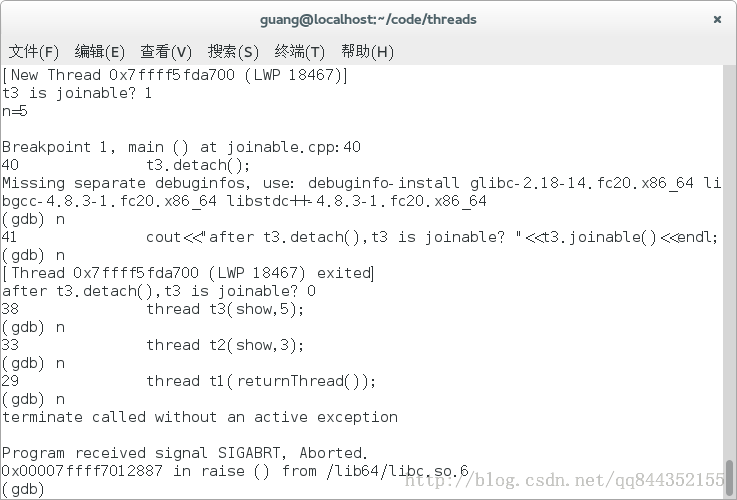 guang@localhost:~/code/threads
文件(F) 编辑(E) 查看(V) 搜索(S) 终端(T) 帮助(H)
[New Thread 0x7ffff5fda700 (LWP 18467)]
t3 is joinable? 1
n=5
Breakpoint 1, main () at joinable.cpp:40
40 t3.detach();
Missing separate debuginfos, use: debuginfo-install glibc-2.18-14.fc20.x86_64 li
bgcc-4.8.3-1.fc20.x86_64 libstdc++-4.8.3-1.fc20.x86_64
(gdb) n
41 cout<<"after t3.detach(),t3 is joinable? "<<t3.joinable()<<endl;
(gdb) n
[Thread 0x7ffff5fda700 (LWP 18467) exited]
after t3.detach(),t3 is joinable? 0
38 thread t3(show,5);
(gdb) n
33 thread t2(show,3);
(gdb) n
29 thread t1(returnThread());
(gdb) n
terminate called without an active exception
Program received signal SIGABRT, Aborted.
0x00007ffff7012887 in raise () from /lib64/libc.so.6
http://blog.csdn.net/qq844352155
(gdb)